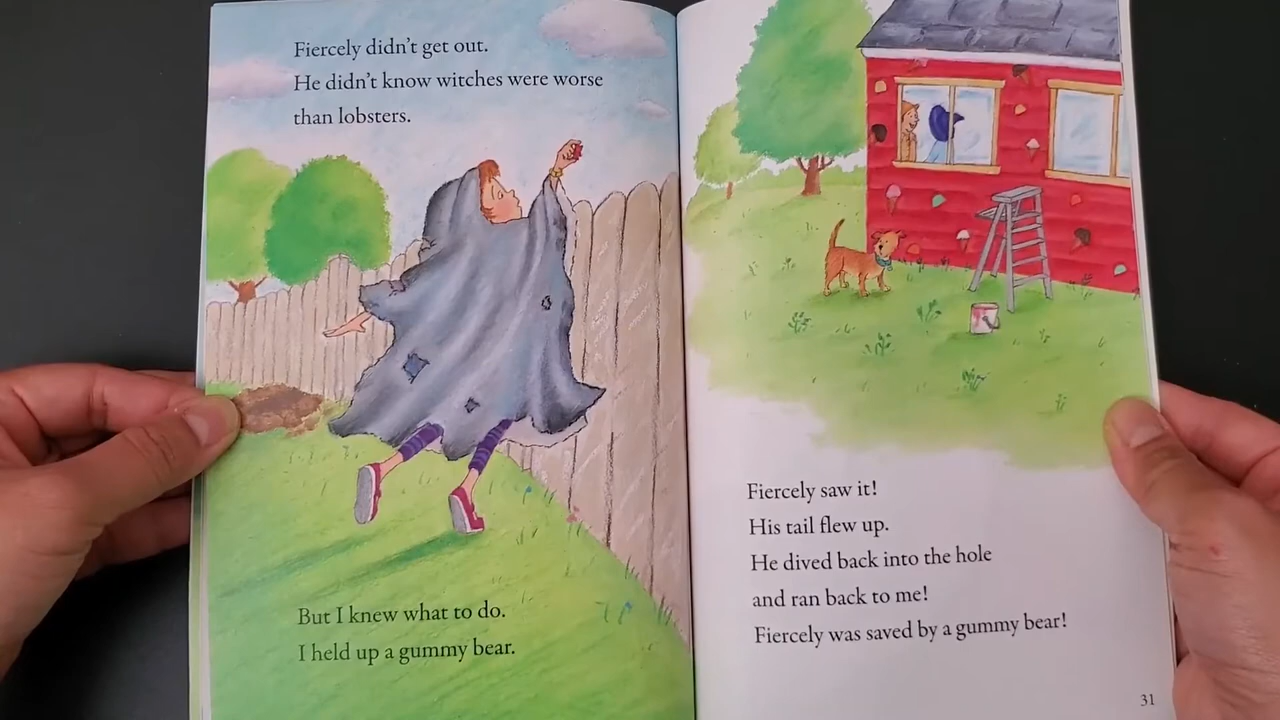 Fiercely didn't get out.
He didn't know witches were worse
than lobsters.
But I knew what to do.
I held up a gummy bear.
Fiercely saw it!
His tail flew up.
He dived back into the hole
and ran back to me!
Fiercely was saved by a gummy bear!
31